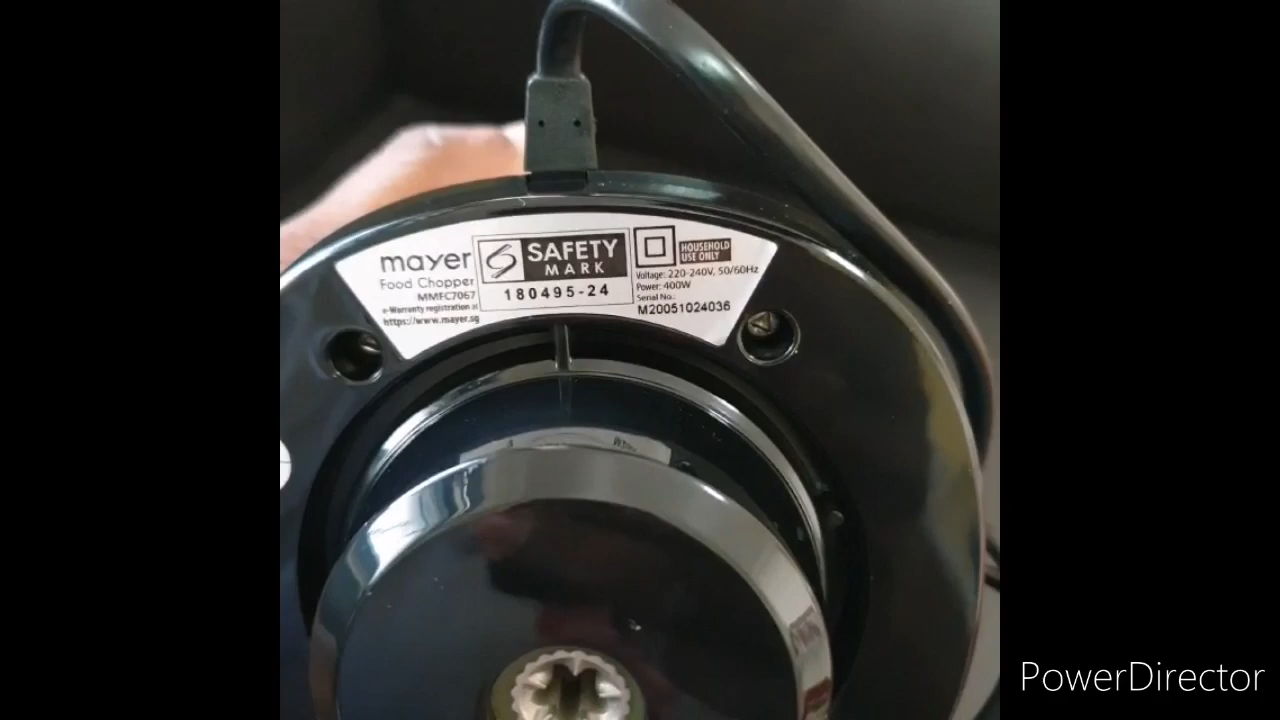 mayer
Food Chopper
MMFC7067
e-Warranty registration at
https://www.mayer.sg
SAFETY
MARK
180495-24
HOUSEHOLD
USE ONLY
Voltage: 220-240V, 50/60Hz
Power: 400W
Serial No.:
M20051024036
PowerDirector